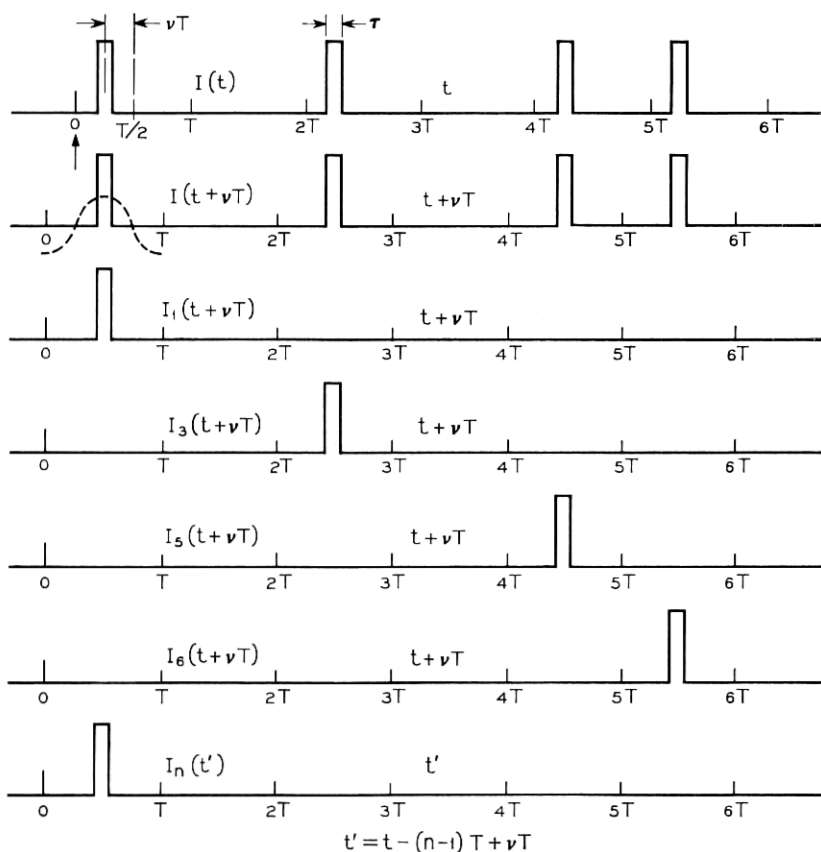 νT τ
I(t) t
0 T/2 T 2T 3T 4T 5T 6T
I(t+νT) t+νT
0 T 2T 3T 4T 5T 6T
I₁(t+νT) t+νT
0 T 2T 3T 4T 5T 6T
I₃(t+νT) t+νT
0 T 2T 3T 4T 5T 6T
I₅(t+νT) t+νT
0 T 2T 3T 4T 5T 6T
I₆(t+νT) t+νT
0 T 2T 3T 4T 5T 6T
Iₙ(t′) t′
0 T 2T 3T 4T 5T 6T
t′ = t-(n-1) T + νT